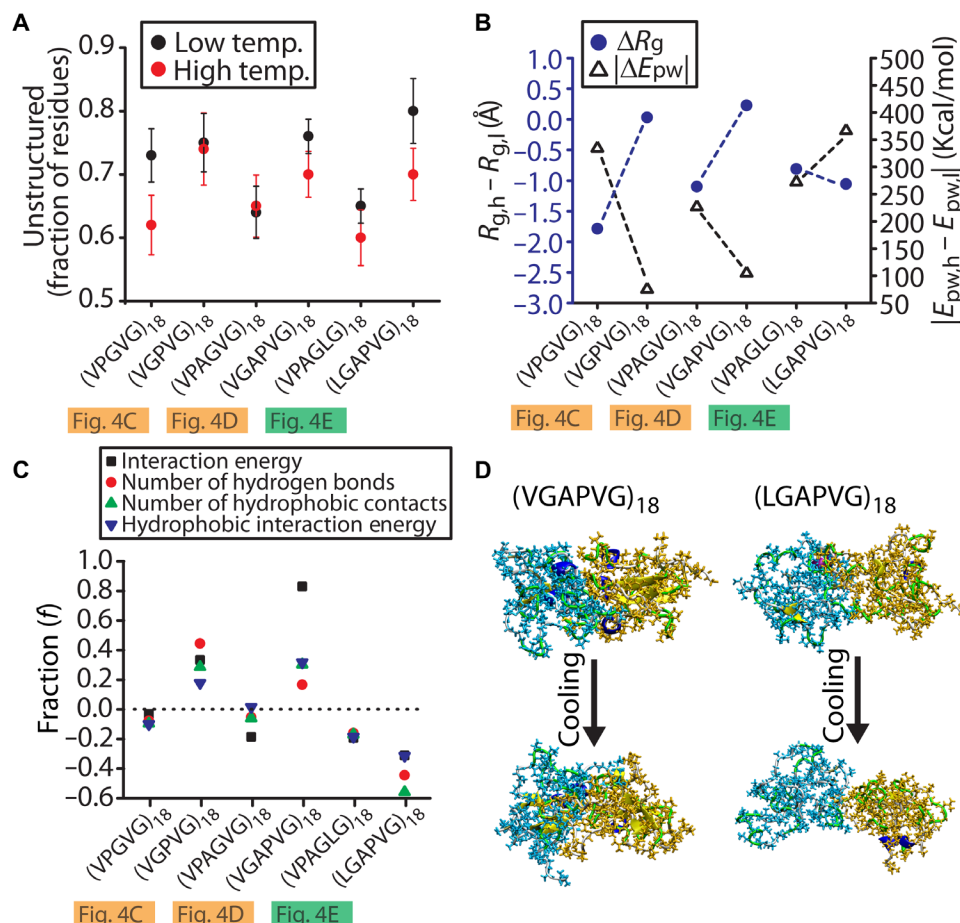 A
Low temp.
High temp.
Unstructured
(fraction of residues)
0.9
0.8
0.7
0.6
0.5
(VPGVG)18
(VGPVG)18
(VPAGVG)18
(VGAPVG)18
(VPAGLG)18
(LGAPVG)18
Fig. 4C
Fig. 4D
Fig. 4E
B
ΔRg
|ΔEpw|
Rg,h − Rg,l (Å)
1.0
0.5
0.0
−0.5
−1.0
−1.5
−2.0
−2.5
−3.0
500
450
400
350
300
250
200
150
100
50
|Epw,h − Epw,l| (Kcal/mol)
(VPGVG)18
(VGPVG)18
(VPAGVG)18
(VGAPVG)18
(VPAGLG)18
(LGAPVG)18
Fig. 4C
Fig. 4D
Fig. 4E
C
Interaction energy
Number of hydrogen bonds
Number of hydrophobic contacts
Hydrophobic interaction energy
Fraction (f)
1.0
0.8
0.6
0.4
0.2
0.0
−0.2
−0.4
−0.6
(VPGVG)18
(VGPVG)18
(VPAGVG)18
(VGAPVG)18
(VPAGLG)18
(LGAPVG)18
Fig. 4C
Fig. 4D
Fig. 4E
D
(VGAPVG)18
(LGAPVG)18
Cooling
Cooling